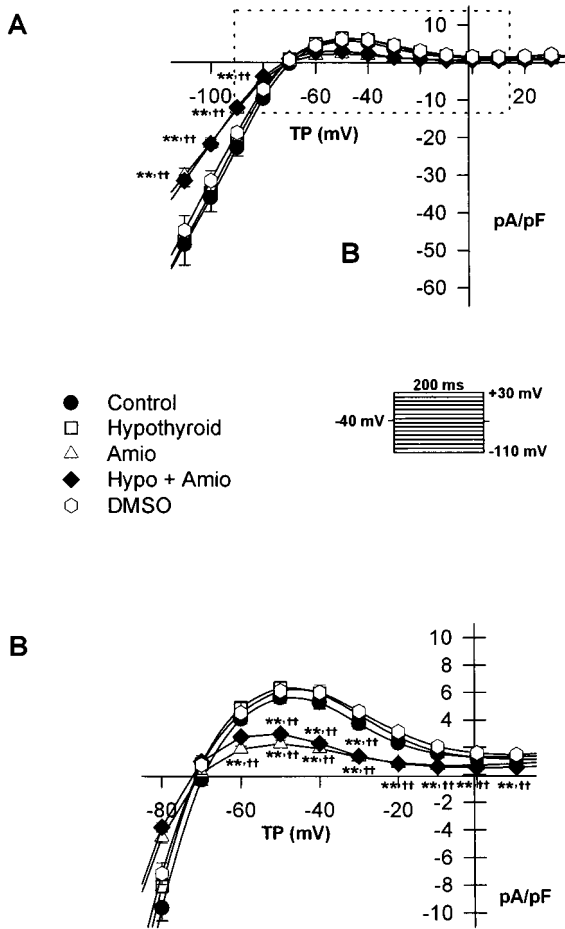 A
10
-100
-80
-60
-40
-20
20
TP (mV)
-10
-20
-30
-40
-50
-60
**,††
**,††
**,††
**,††
pA/pF
B
Control
Hypothyroid
Amio
Hypo + Amio
DMSO
200 ms
+30 mV
-40 mV
-110 mV
B
10
8
6
4
**,††
**,††
**,††
**,††
**,††
**,††
**,††
**,††
**,††
**,††
**,††
-80
-60
-40
-20
TP (mV)
-2
-4
-6
-8
-10
pA/pF